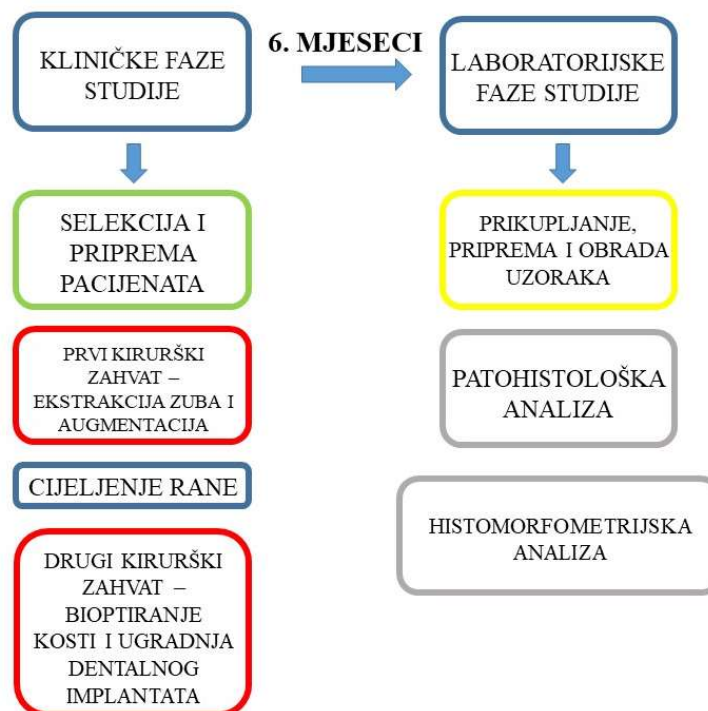 KLINIČKE FAZE
STUDIJE
6. MJESECI
LABORATORIJSKE
FAZE STUDIJE
SELEKCIJA I
PRIPREMA
PACIJENATA
PRVI KIRURŠKI
ZAHVAT –
EKSTRAKCIJA ZUBA I
AUGMENTACIJA
CIJELJENJE RANE
DRUGI KIRURŠKI
ZAHVAT –
BIOPTIRANJE
KOSTI I UGRADNJA
DENTALNOG
IMPLANTATA
PRIKUPLJANJE,
PRIPREMA I OBRADA
UZORAKA
PATOHISTOLOŠKA
ANALIZA
HISTOMORFOMETRIJSKA
ANALIZA